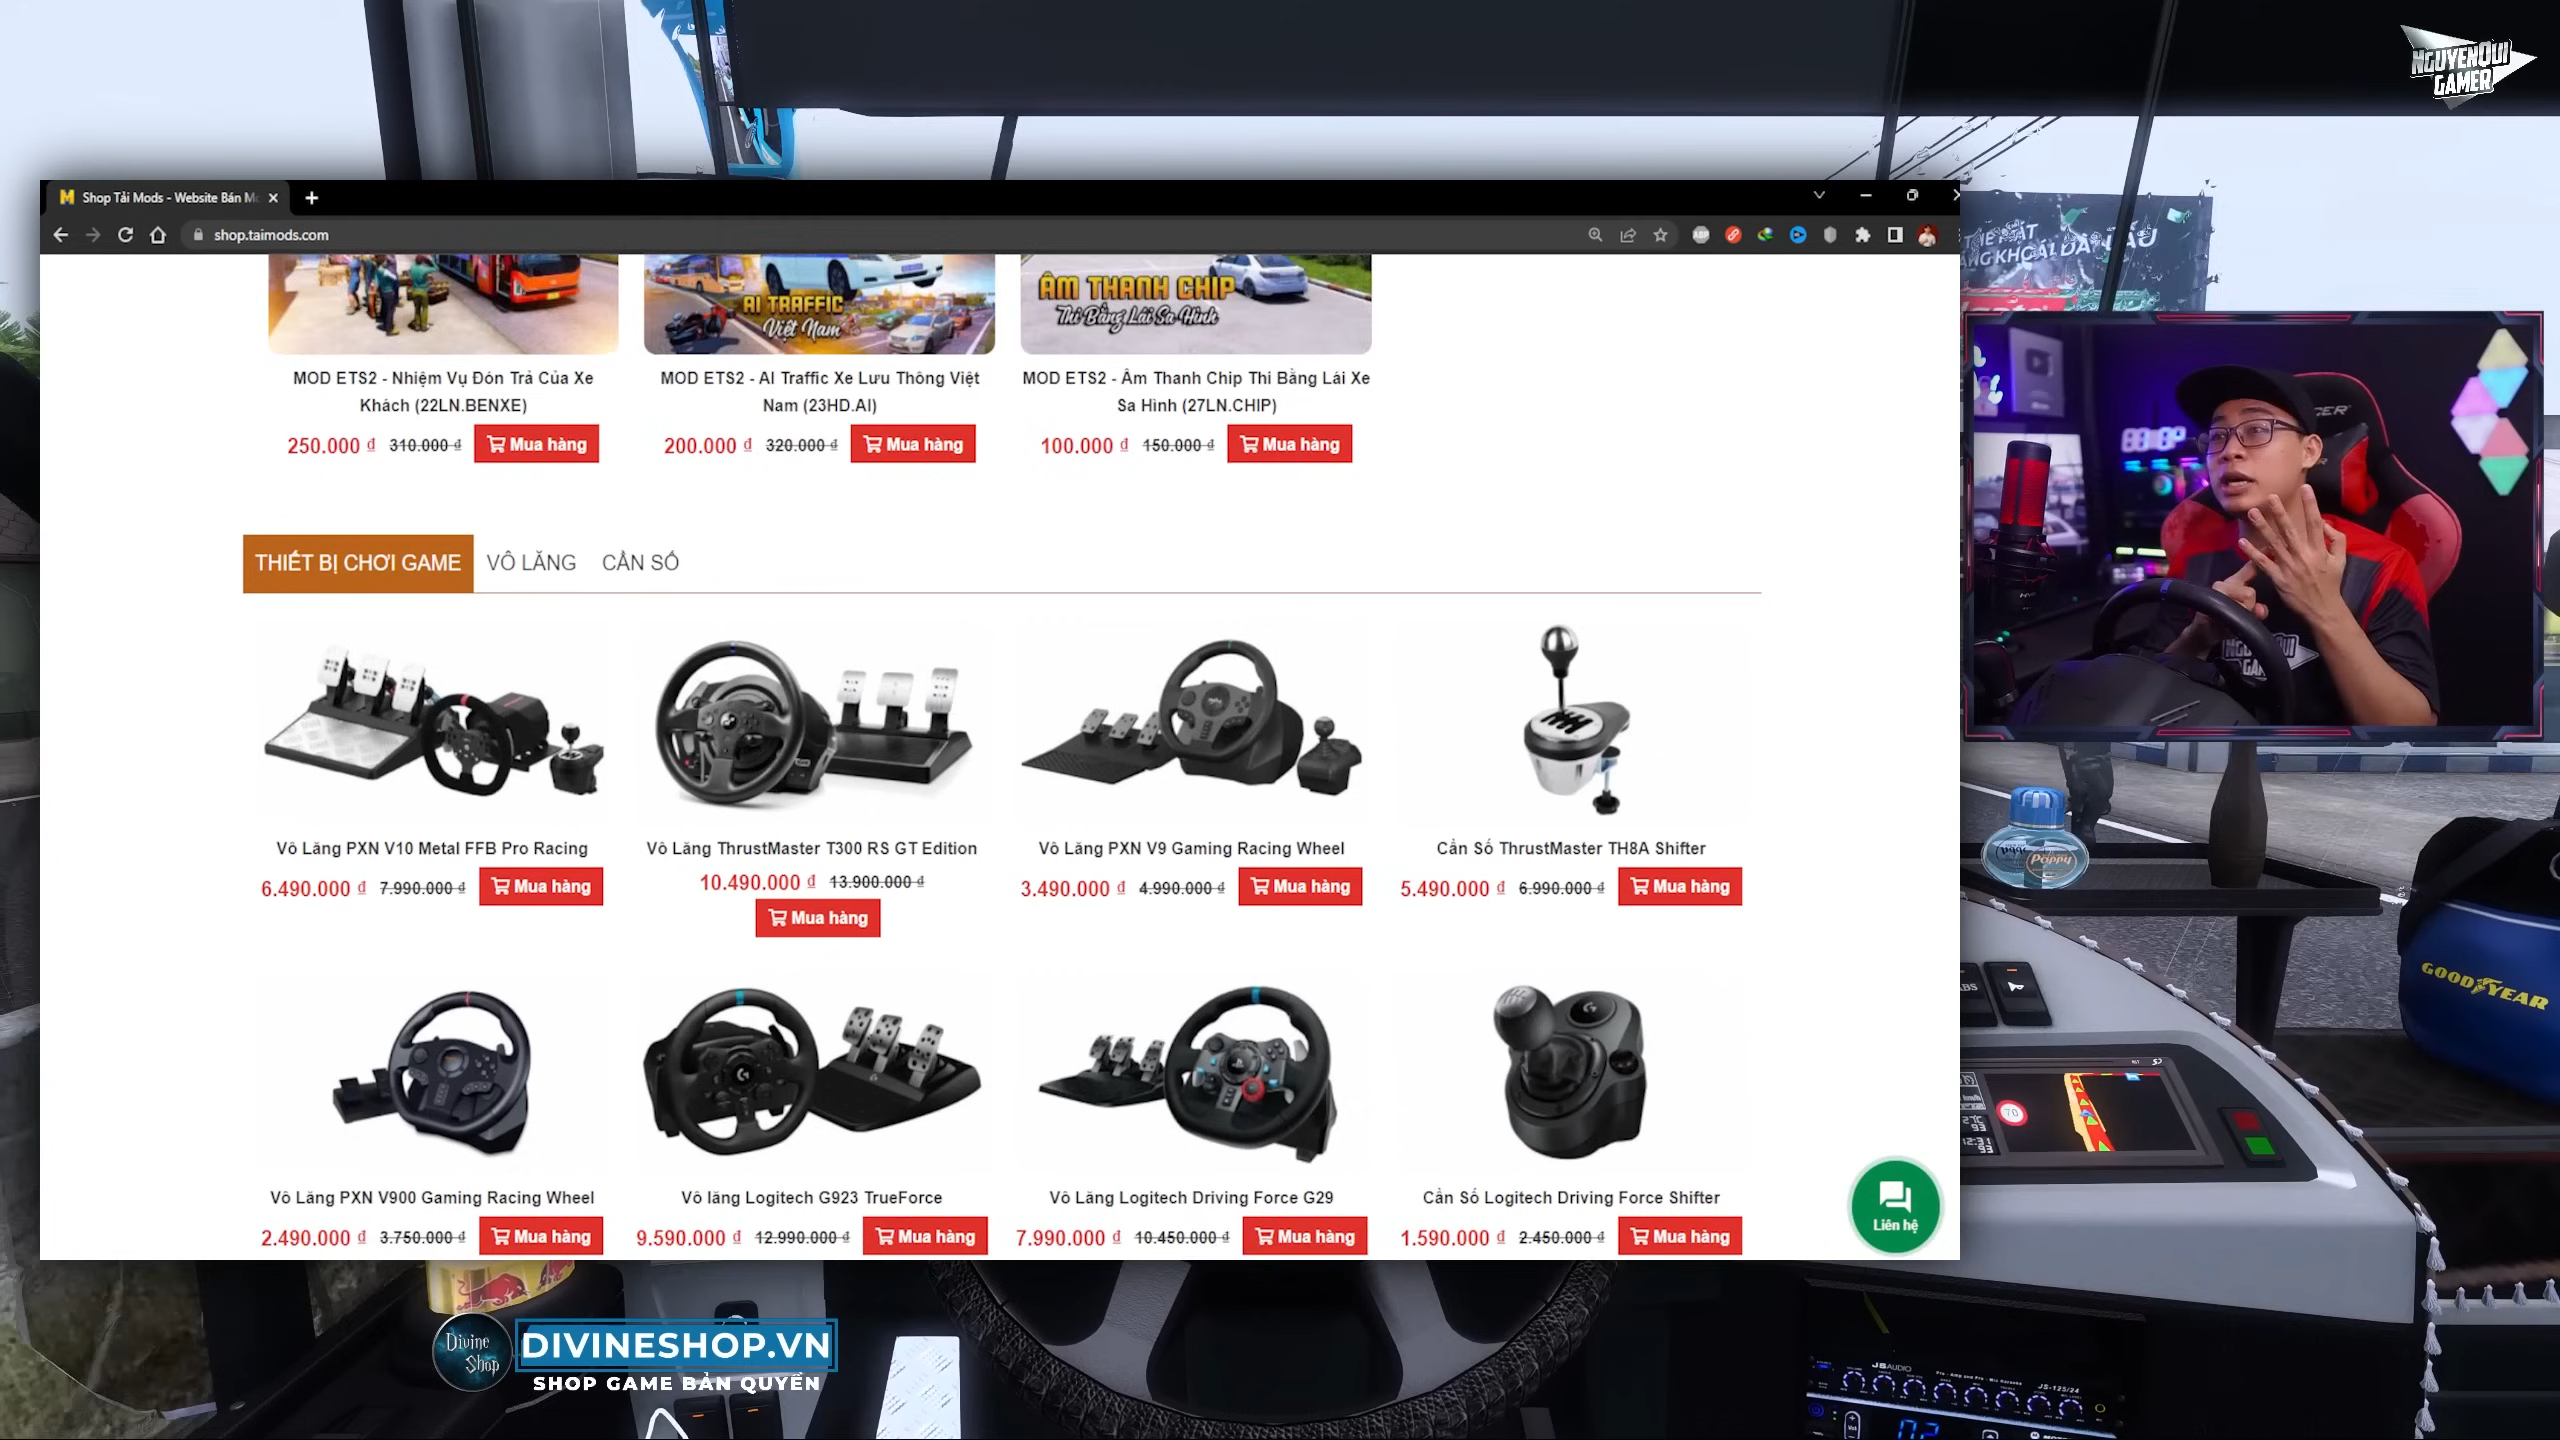 NGUYENQUI
GAMER
Shop Tải Mods - Website Bán Mo
shop.taimods.com
ABP
AI TRAFFIC
Việt Nam
ÂM THANH CHIP
Thi Bằng Lái Sa Hình
MOD ETS2 - Nhiệm Vụ Đón Trả Của Xe
Khách (22LN.BENXE)
250.000 đ 310.000 đ Mua hàng
MOD ETS2 - AI Traffic Xe Lưu Thông Việt
Nam (23HD.AI)
200.000 đ 320.000 đ Mua hàng
MOD ETS2 - Âm Thanh Chip Thi Bằng Lái Xe
Sa Hình (27LN.CHIP)
100.000 đ 150.000 đ Mua hàng
THIẾT BỊ CHƠI GAME VÔ LĂNG CẦN SỐ
Vô Lăng PXN V10 Metal FFB Pro Racing
6.490.000 đ 7.990.000 đ Mua hàng
Vô Lăng ThrustMaster T300 RS GT Edition
10.490.000 đ 13.900.000 đ
Mua hàng
Vô Lăng PXN V9 Gaming Racing Wheel
3.490.000 đ 4.990.000 đ Mua hàng
Cần Số ThrustMaster TH8A Shifter
5.490.000 đ 6.990.000 đ Mua hàng
Vô Lăng PXN V900 Gaming Racing Wheel
2.490.000 đ 3.750.000 đ Mua hàng
Vô lăng Logitech G923 TrueForce
9.590.000 đ 12.990.000 đ Mua hàng
Vô Lăng Logitech Driving Force G29
7.990.000 đ 10.450.000 đ Mua hàng
Cần Số Logitech Driving Force Shifter
1.590.000 đ 2.450.000 đ Mua hàng
Liên hệ
Poppy
GOODYEAR
70
Divine
Shop
DIVINESHOP.VN
SHOP GAME BẢN QUYỀN
JS AUDIO
JS-125/24